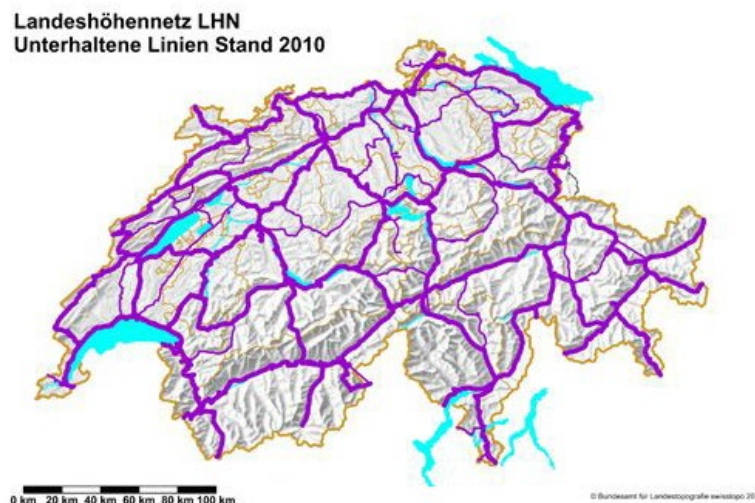 Landeshöhennetz LHN
Unterhaltene Linien Stand 2010
0 km 20 km 40 km 60 km 80 km 100 km
© Bundesamt für Landestopografie swisstopo